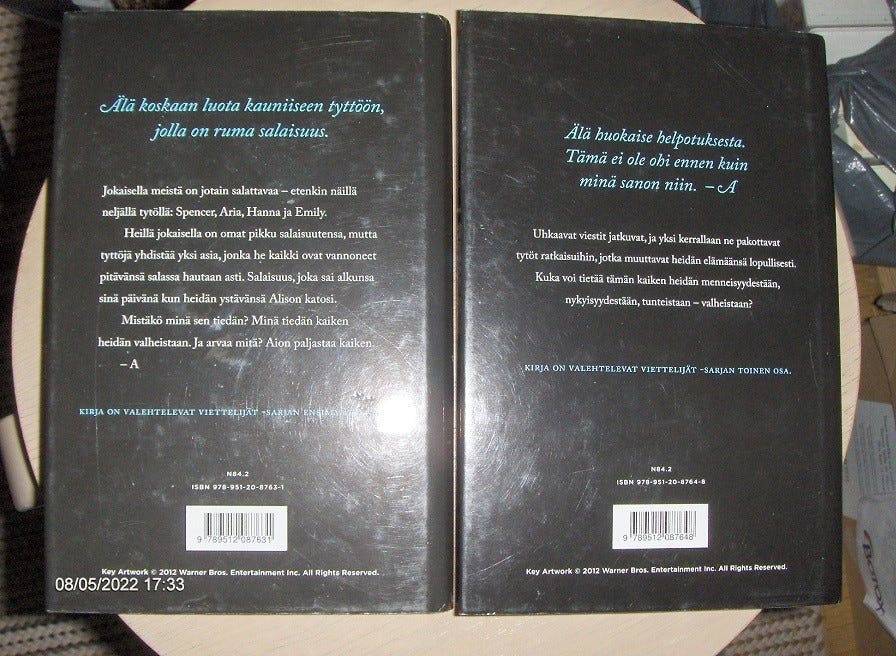 Älä koskaan luota kauniiseen tyttöön,
jolla on ruma salaisuus.
Jokaisella meistä on jotain salattavaa – etenkin näillä
neljällä tytöllä: Spencer, Aria, Hanna ja Emily.
Heillä jokaisella on omat pikku salaisuutensa, mutta
tyttöjä yhdistää yksi asia, jonka he kaikki ovat vannoneet
pitävänsä salassa hautaan asti. Salaisuus, joka sai alkunsa
sinä päivänä kun heidän ystävänsä Alison katosi.
Mistäkö minä sen tiedän? Minä tiedän kaiken
heidän valheistaan. Ja arvaa mitä? Aion paljastaa kaiken.
– A
KIRJA ON VALEHTELEVAT VIETTELIJÄT -SARJAN
N84.2
ISBN 978-951-20-8763-1
9 789512 087631
Key Artwork © 2012 Warner Bros. Entertainment Inc. All Rights Reserved.
08/05/2022 17:33
Älä huokaise helpotuksesta.
Tämä ei ole ohi ennen kuin
minä sanon niin. – A
Uhkaavat viestit jatkuvat, ja yksi kerrallaan ne pakottavat
tytöt ratkaisuihin, jotka muuttavat heidän elämäänsä lopullisesti.
Kuka voi tietää tämän kaiken heidän menneisyydestään,
nykyisyydestään, tunteistaan – valheistaan?
KIRJA ON VALEHTELEVAT VIETTELIJÄT -SARJAN TOINEN OSA.
N84.2
ISBN 978-951-20-8764-8
9 789512 087648
Key Artwork © 2012 Warner Bros. Entertainment Inc. All Rights Reserved.